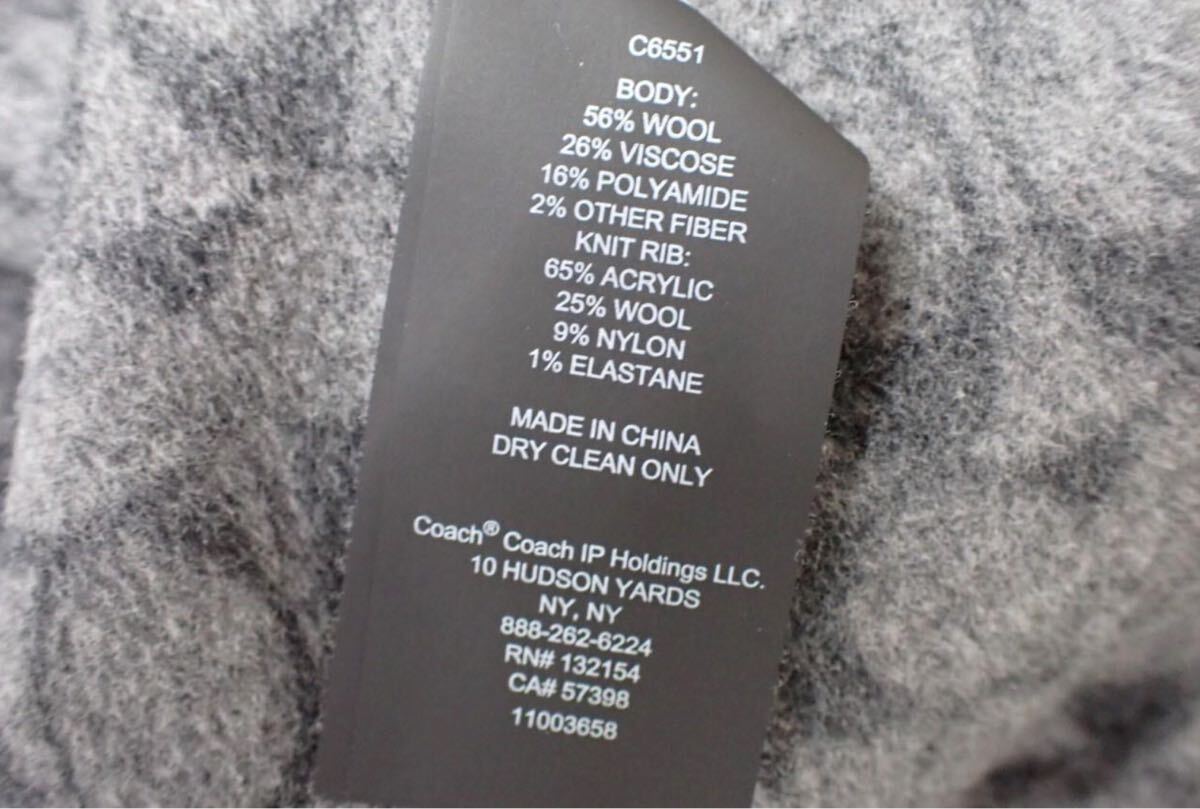 C6551
BODY:
56% WOOL
26% VISCOSE
16% POLYAMIDE
2% OTHER FIBER
KNIT RIB:
65% ACRYLIC
25% WOOL
9% NYLON
1% ELASTANE
MADE IN CHINA
DRY CLEAN ONLY
Coach® Coach IP Holdings LLC.
10 HUDSON YARDS
NY, NY
888-262-6224
RN# 132154
CA# 57398
11003658